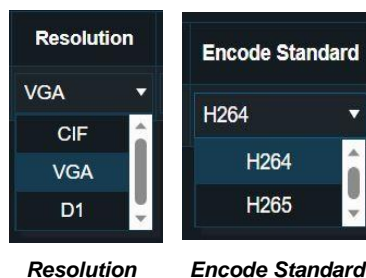 Resolution
VGA
CIF
VGA
D1
Encode Standard
H264
H264
H265
Resolution
Encode Standard